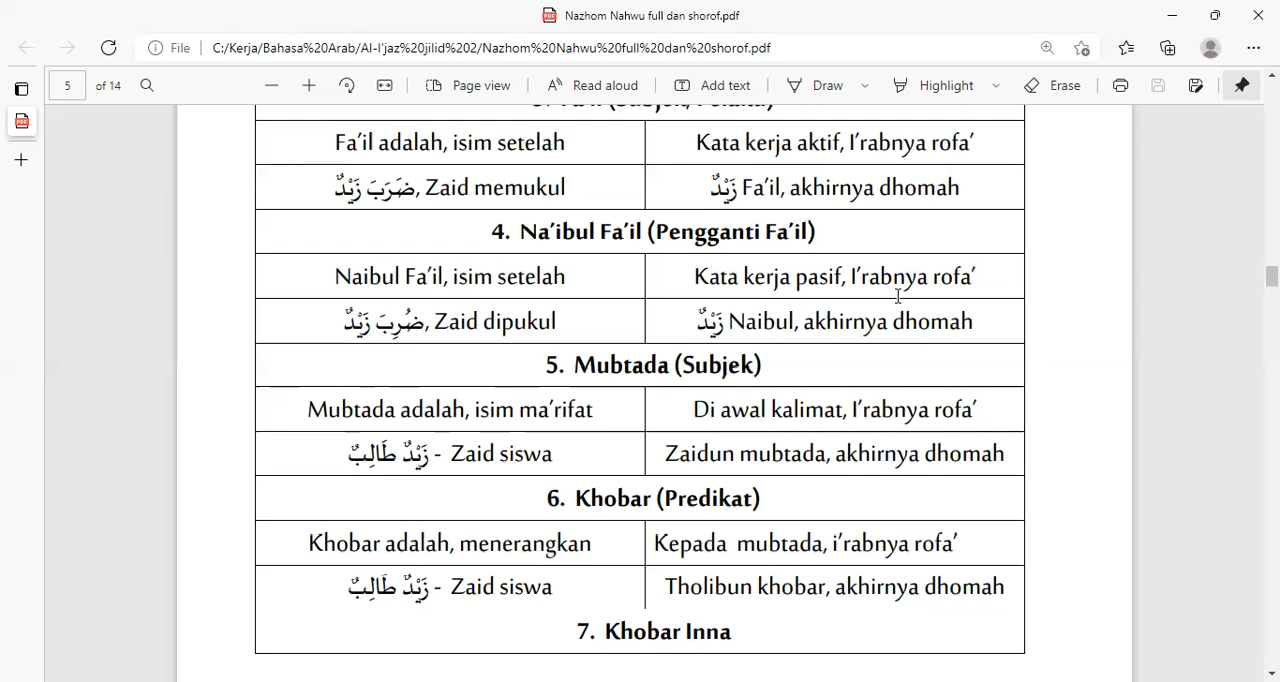 Nazhom Nahwu full dan shorof.pdf
File C:/Kerja/Bahasa%20Arab/Al-I'jaz%20jilid%202/Nazhom%20Nahwu%20full%20dan%20shorof.pdf
5 of 14 Page view Read aloud Add text Draw Highlight Erase
Fa'il adalah, isim setelah Kata kerja aktif, I'rabnya rofa'
ضَرَبَ زَيْدٌ, Zaid memukul زَيْدٌ Fa'il, akhirnya dhomah
4. Na'ibul Fa'il (Pengganti Fa'il)
Naibul Fa'il, isim setelah Kata kerja pasif, I'rabnya rofa'
ضُرِبَ زَيْدٌ, Zaid dipukul زَيْدٌ Naibul, akhirnya dhomah
5. Mubtada (Subjek)
Mubtada adalah, isim ma'rifat Di awal kalimat, I'rabnya rofa'
زَيْدٌ طَالِبٌ - Zaid siswa Zaidun mubtada, akhirnya dhomah
6. Khobar (Predikat)
Khobar adalah, menerangkan Kepada mubtada, i'rabnya rofa'
زَيْدٌ طَالِبٌ - Zaid siswa Tholibun khobar, akhirnya dhomah
7. Khobar Inna